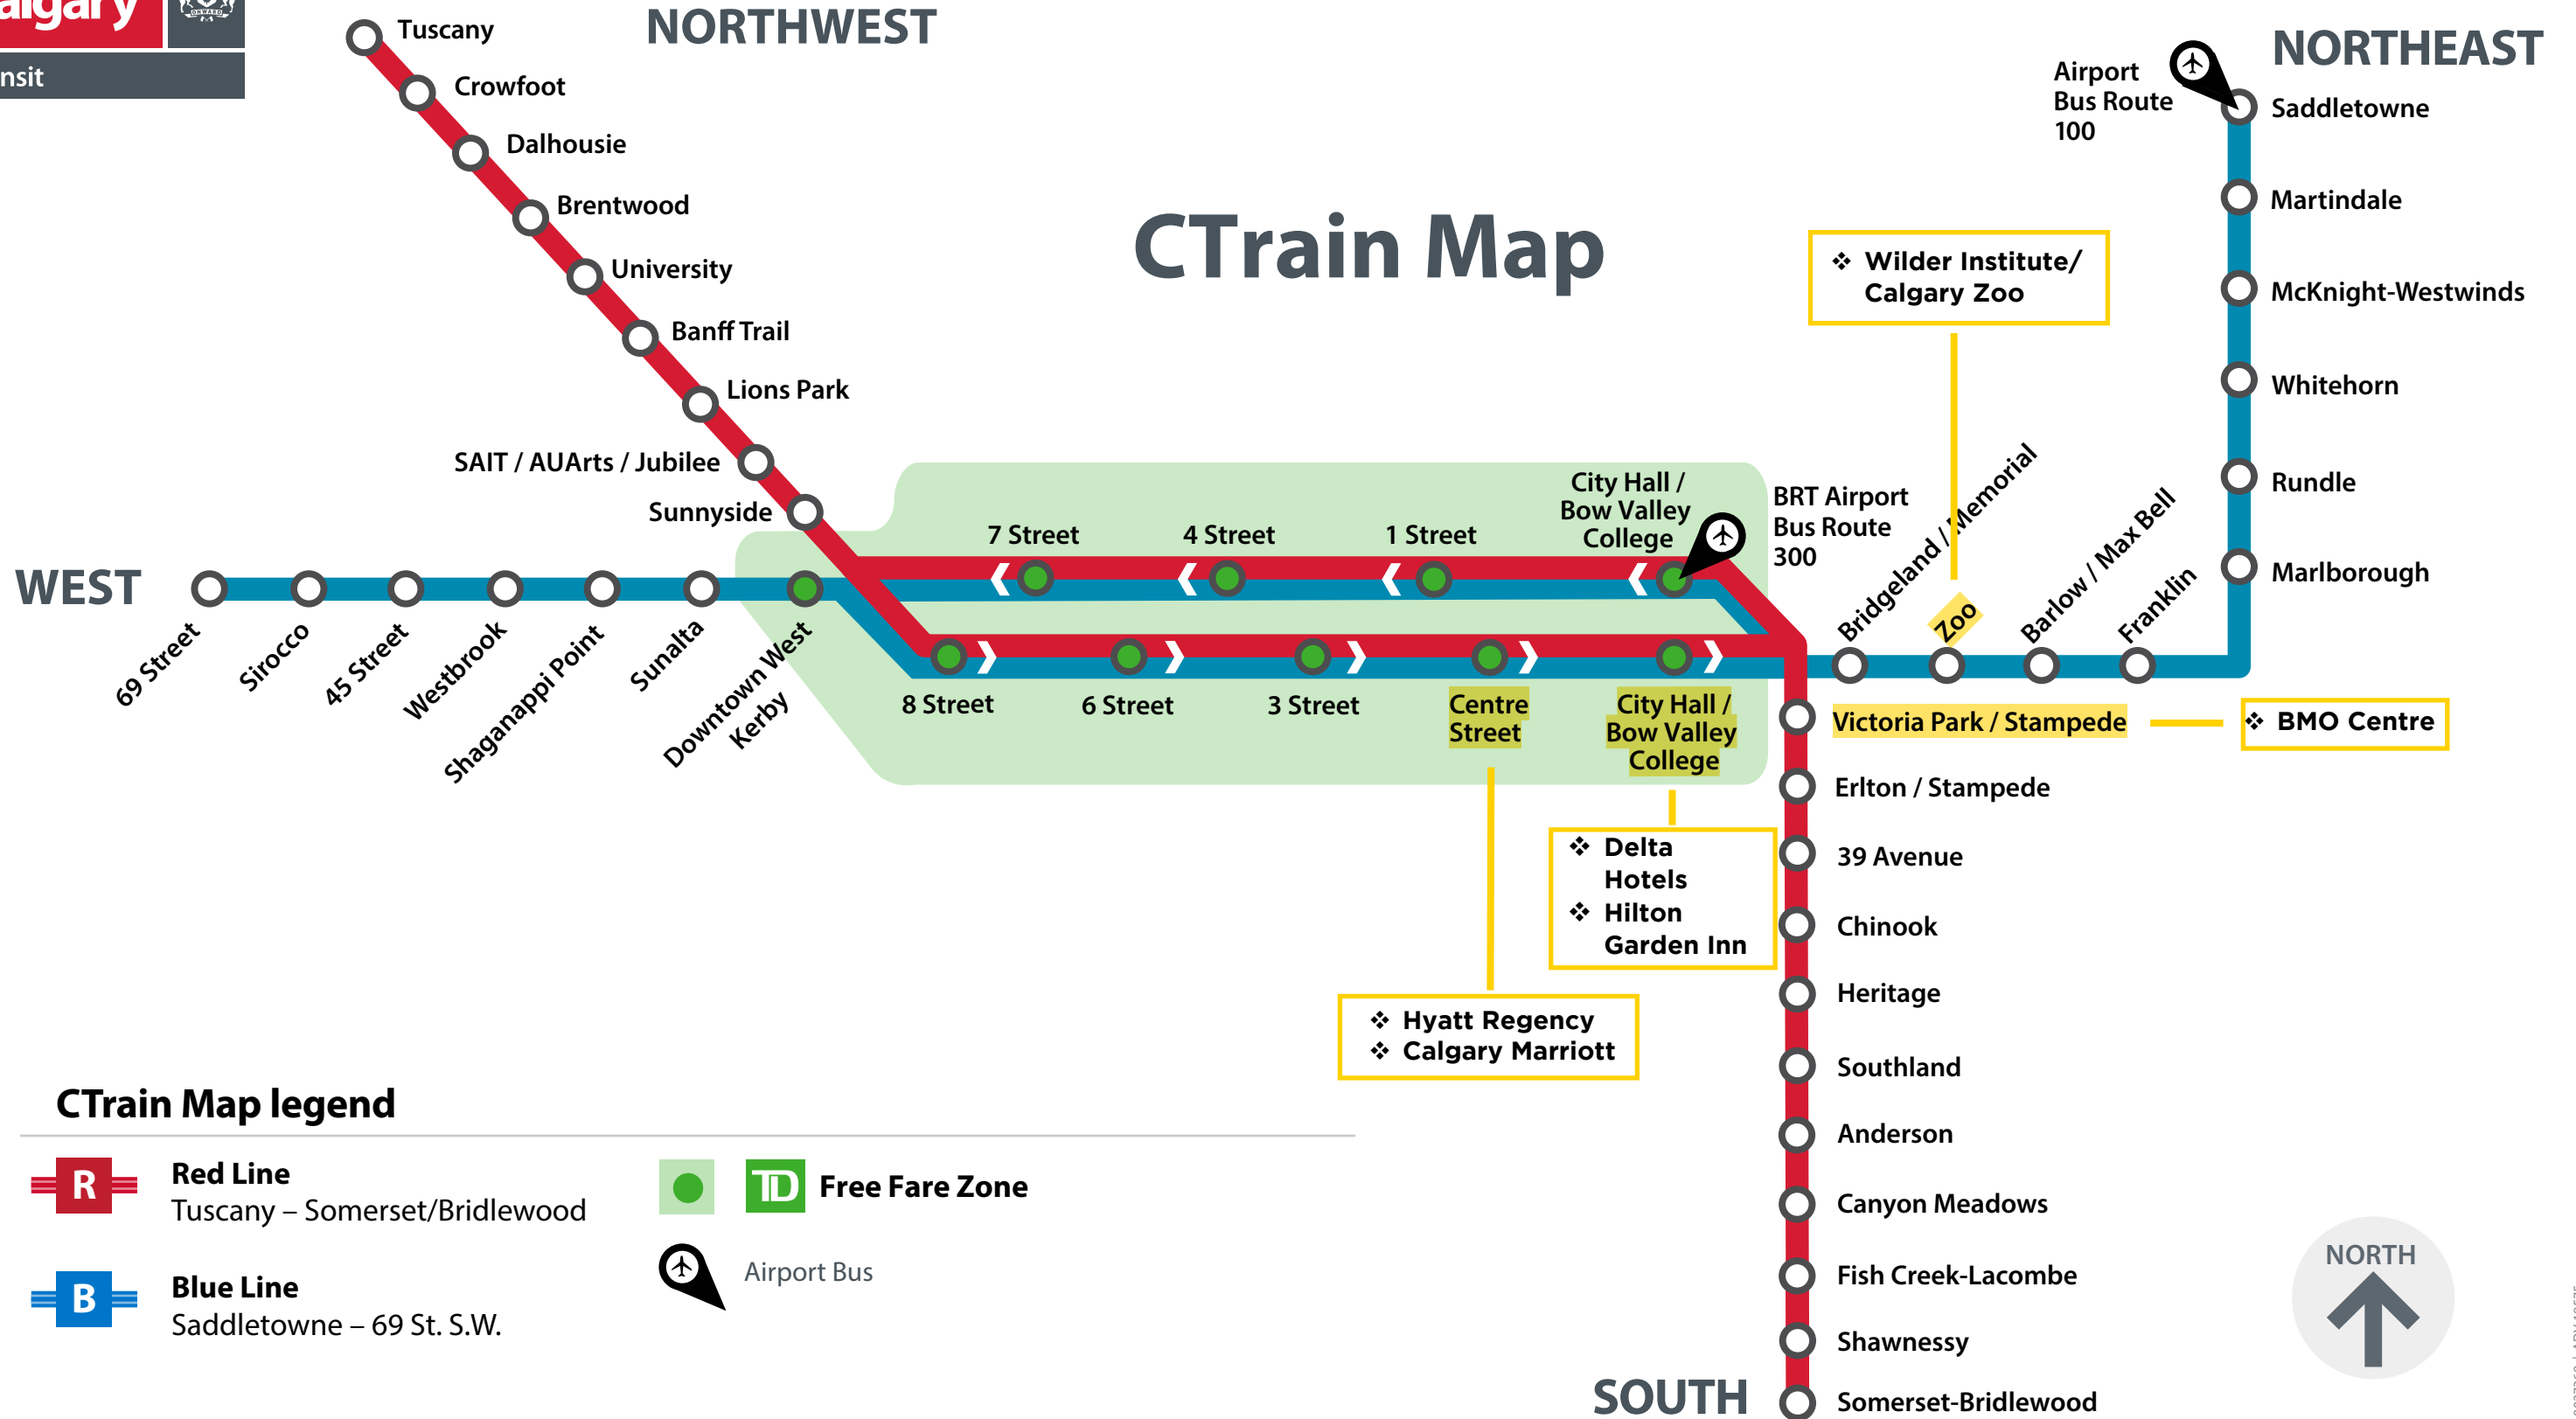 nsit
NORTHWEST
NORTHEAST
CTrain Map
Tuscany
Crowfoot
Dalhousie
Brentwood
University
Banff Trail
Lions Park
SAIT / AUArts / Jubilee
Sunnyside
Airport
Bus Route
100
Saddletowne
Martindale
McKnight-Westwinds
Whitehorn
Rundle
Marlborough
❖ Wilder Institute/
Calgary Zoo
WEST
69 Street
Sirocco
45 Street
Westbrook
Shaganappi Point
Sunalta
Downtown West
Kerby
7 Street
4 Street
1 Street
City Hall /
Bow Valley
College
BRT Airport
Bus Route
300
8 Street
6 Street
3 Street
Centre
Street
City Hall /
Bow Valley
College
Bridgeland / Memorial
Zoo
Barlow / Max Bell
Franklin
Victoria Park / Stampede
❖ BMO Centre
Erlton / Stampede
39 Avenue
Chinook
Heritage
Southland
Anderson
Canyon Meadows
Fish Creek-Lacombe
Shawnessy
Somerset-Bridlewood
❖ Delta
Hotels
❖ Hilton
Garden Inn
❖ Hyatt Regency
❖ Calgary Marriott
SOUTH
CTrain Map legend
R
Red Line
Tuscany – Somerset/Bridlewood
B
Blue Line
Saddletowne – 69 St. S.W.
TD Free Fare Zone
Airport Bus
NORTH